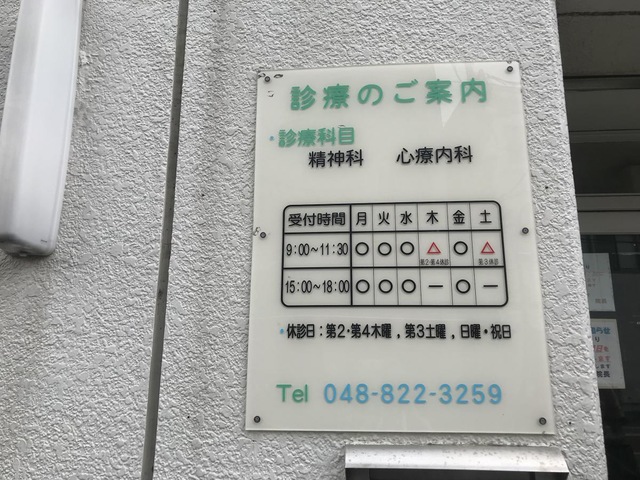 診療のご案内
・診療科目
精神科 心療内科
受付時間 月 火 水 木 金 土
9:00～11:30 ○ ○ ○ △ ○ △
第2・第4休診 第3休診
15:00～18:00 ○ ○ ○ ー ○ ー
・休診日：第2・第4木曜，第3土曜，日曜・祝日
Tel 048-822-3259